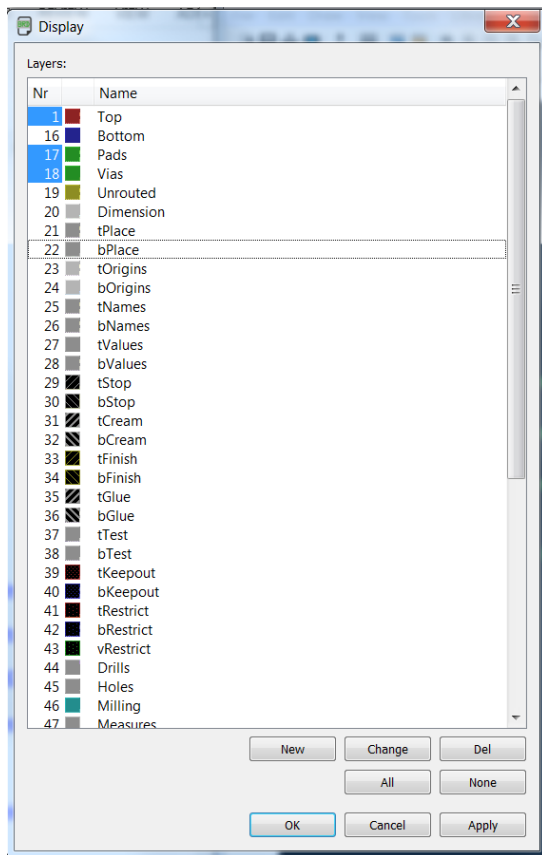 Display
Layers:
Nr Name
1 Top
16 Bottom
17 Pads
18 Vias
19 Unrouted
20 Dimension
21 tPlace
22 bPlace
23 tOrigins
24 bOrigins
25 tNames
26 bNames
27 tValues
28 bValues
29 tStop
30 bStop
31 tCream
32 bCream
33 tFinish
34 bFinish
35 tGlue
36 bGlue
37 tTest
38 bTest
39 tKeepout
40 bKeepout
41 tRestrict
42 bRestrict
43 vRestrict
44 Drills
45 Holes
46 Milling
47 Measures
New Change Del
All None
OK Cancel Apply